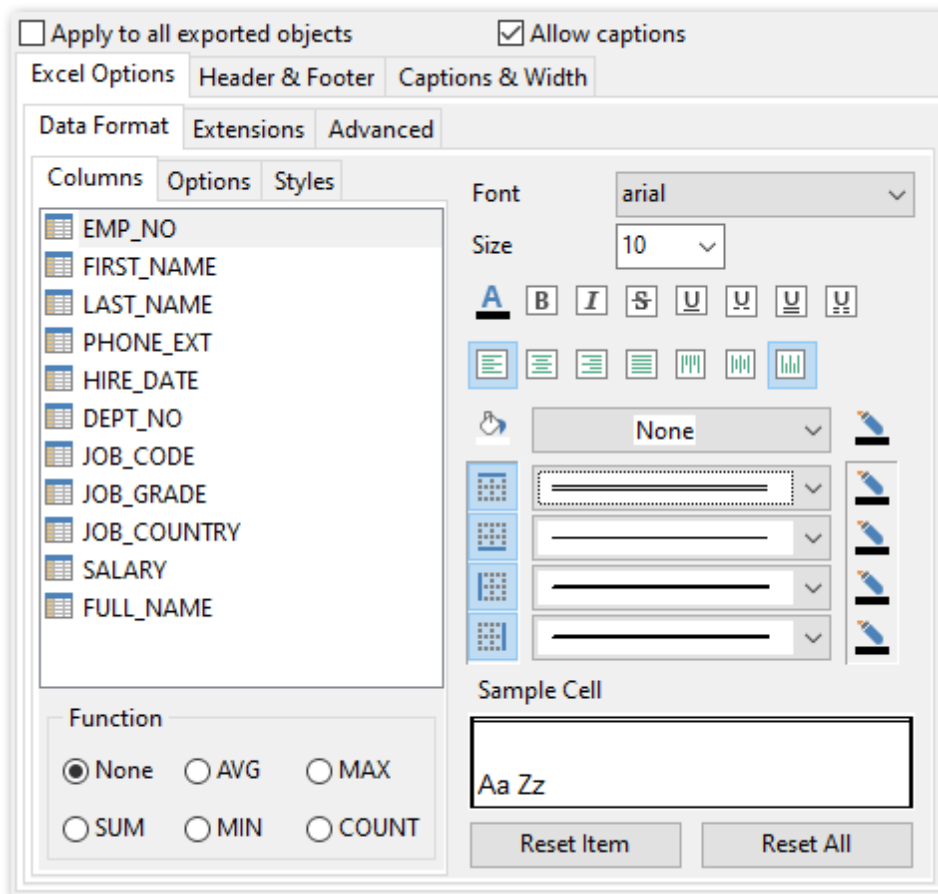 Apply to all exported objects Allow captions
Excel Options Header & Footer Captions & Width
Data Format Extensions Advanced
Columns Options Styles
EMP_NO
FIRST_NAME
LAST_NAME
PHONE_EXT
HIRE_DATE
DEPT_NO
JOB_CODE
JOB_GRADE
JOB_COUNTRY
SALARY
FULL_NAME
Function
None AVG MAX
SUM MIN COUNT
Font arial
Size 10
A B I S U U U U
None
Sample Cell
Aa Zz
Reset Item Reset All